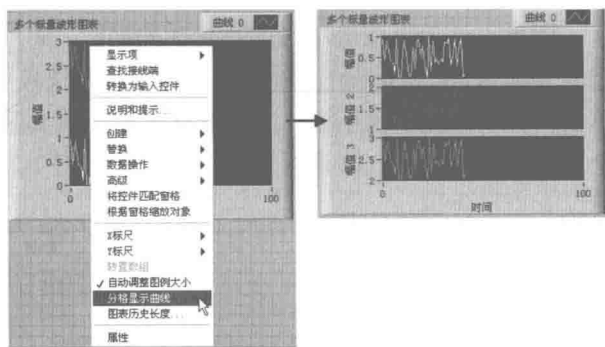 多个标量波形图表
曲线 0
3-
2.5-
2-
1.5-
1-
0.5-
0-
幅值
0
100
显示项
查找接线端
转换为输入控件
说明和提示...
创建
替换
数据操作
高级
将控件匹配窗格
根据窗格缩放对象
X标尺
Y标尺
转置数组
✓ 自动调整图例大小
分格显示曲线
图表历史长度...
属性
多个标量波形图表
曲线 0
幅值
1
0.5
0
幅值 2
2
1.5
1
幅值 3
3
2.5
2
0
100
时间